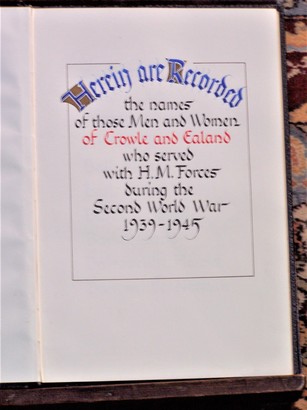 Herein are Recorded
the names
of those Men and Women
of Crowle and Ealand
who served
with H.M. Forces
during the
Second World War
1939-1945